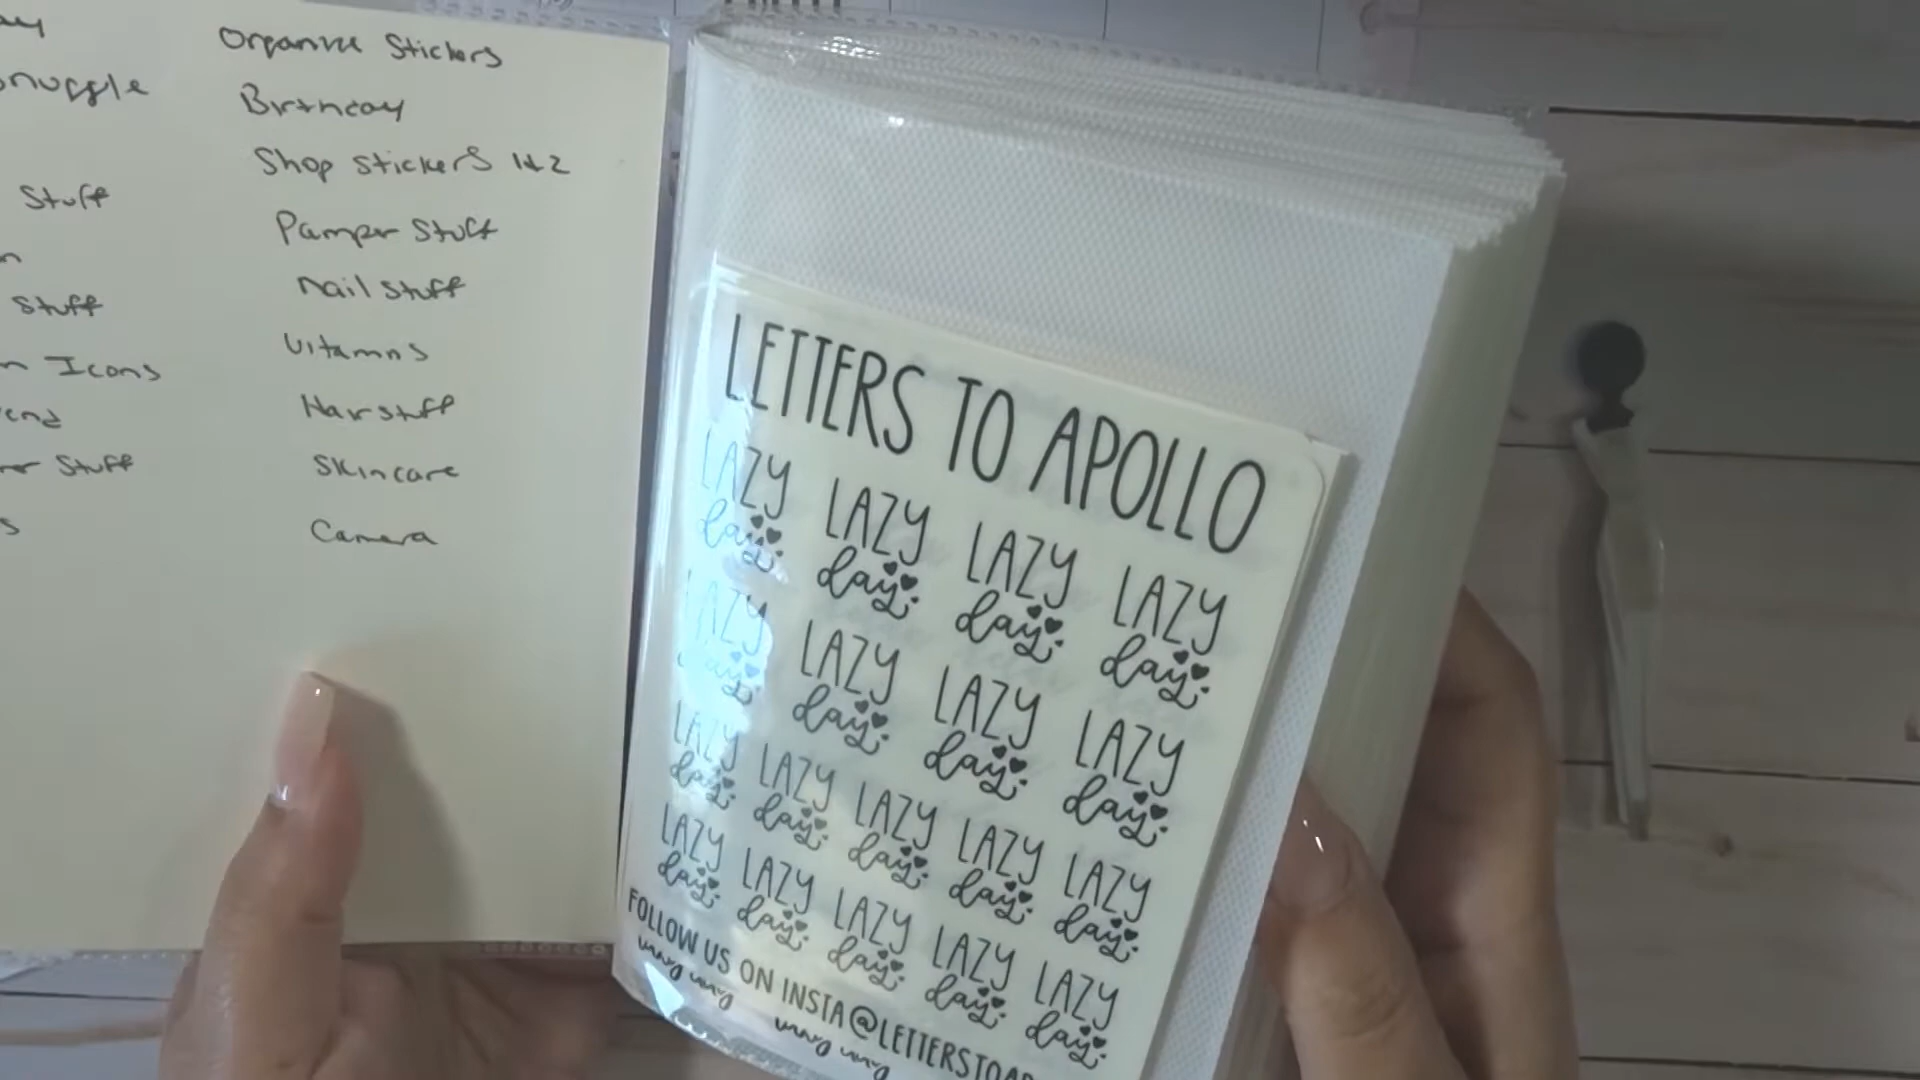 Snuggle
Stuff
Stuff
Icons
Stuff
Organize Stickers
Birthday
Shop Stickers 1&2
Pamper Stuff
Nail Stuff
Vitamins
Hair Stuff
Skincare
Camera
LETTERS TO APOLLO
LAZY LAZY LAZY LAZY
day day day day
LAZY LAZY LAZY LAZY
day day day day
LAZY LAZY LAZY LAZY LAZY
day day day day day
LAZY LAZY LAZY LAZY LAZY
day day day day day
FOLLOW US ON INSTA@LETTERSTOAP